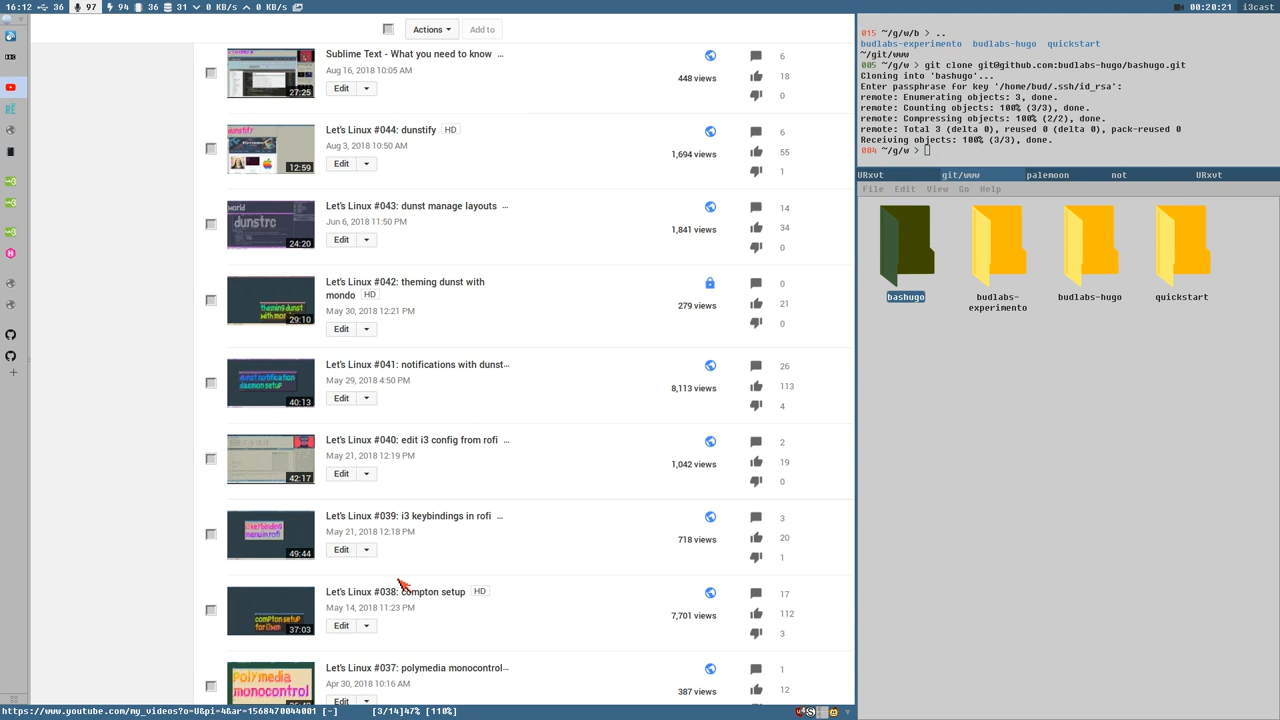 16:12 36 97 94 36 31 0 KB/s 0 KB/s 00:20:21 i3cast
Actions Add to
Sublime Text - What you need to know ...
Aug 16, 2018 10:05 AM
Edit
27:25
448 views
6
18
0
Let's Linux #044: dunstify HD
Aug 3, 2018 10:50 AM
Edit
dunstify
12:59
1,694 views
6
55
1
Let's Linux #043: dunst manage layouts ...
Jun 6, 2018 11:50 PM
Edit
world
dunstrc
24:20
1,841 views
14
34
0
Let's Linux #042: theming dunst with
mondo HD
May 30, 2018 12:21 PM
Edit
theming dunst
29:10
279 views
0
21
0
Let's Linux #041: notifications with dunst...
May 29, 2018 4:50 PM
Edit
dunst notification
daemon setup
40:13
8,113 views
26
113
4
Let's Linux #040: edit i3 config from rofi ...
May 21, 2018 12:19 PM
Edit
42:17
1,042 views
2
19
0
Let's Linux #039: i3 keybindings in rofi ...
May 21, 2018 12:18 PM
Edit
menu in rofi
49:44
718 views
3
20
1
Let's Linux #038: compton setup HD
May 14, 2018 11:23 PM
Edit
compton setup
37:03
7,701 views
17
112
3
Let's Linux #037: polymedia monocontrol...
Apr 30, 2018 10:16 AM
Edit
Polymedia
monocontrol
387 views
1
12
https://www.youtube.com/my_videos?o=U&pi=4&ar=1568470044001 [-] [3/14]47% [110%]
015 ~/g/w/b > ..
budlabs-experimento budlabs-hugo quickstart
~/git/www
005 ~/g/w > git clone git@github.com:budlabs-hugo/bashugo.git
Cloning into 'bashugo'...
Enter passphrase for key '/home/bud/.ssh/id_rsa':
remote: Enumerating objects: 3, done.
remote: Counting objects: 100% (3/3), done.
remote: Compressing objects: 100% (2/2), done.
remote: Total 3 (delta 0), reused 0 (delta 0), pack-reused 0
Receiving objects: 100% (3/3), done.
004 ~/g/w >
URxvt git/www palemoon not URxvt
File Edit View Go Help
bashugo budlabs-experimento budlabs-hugo quickstart